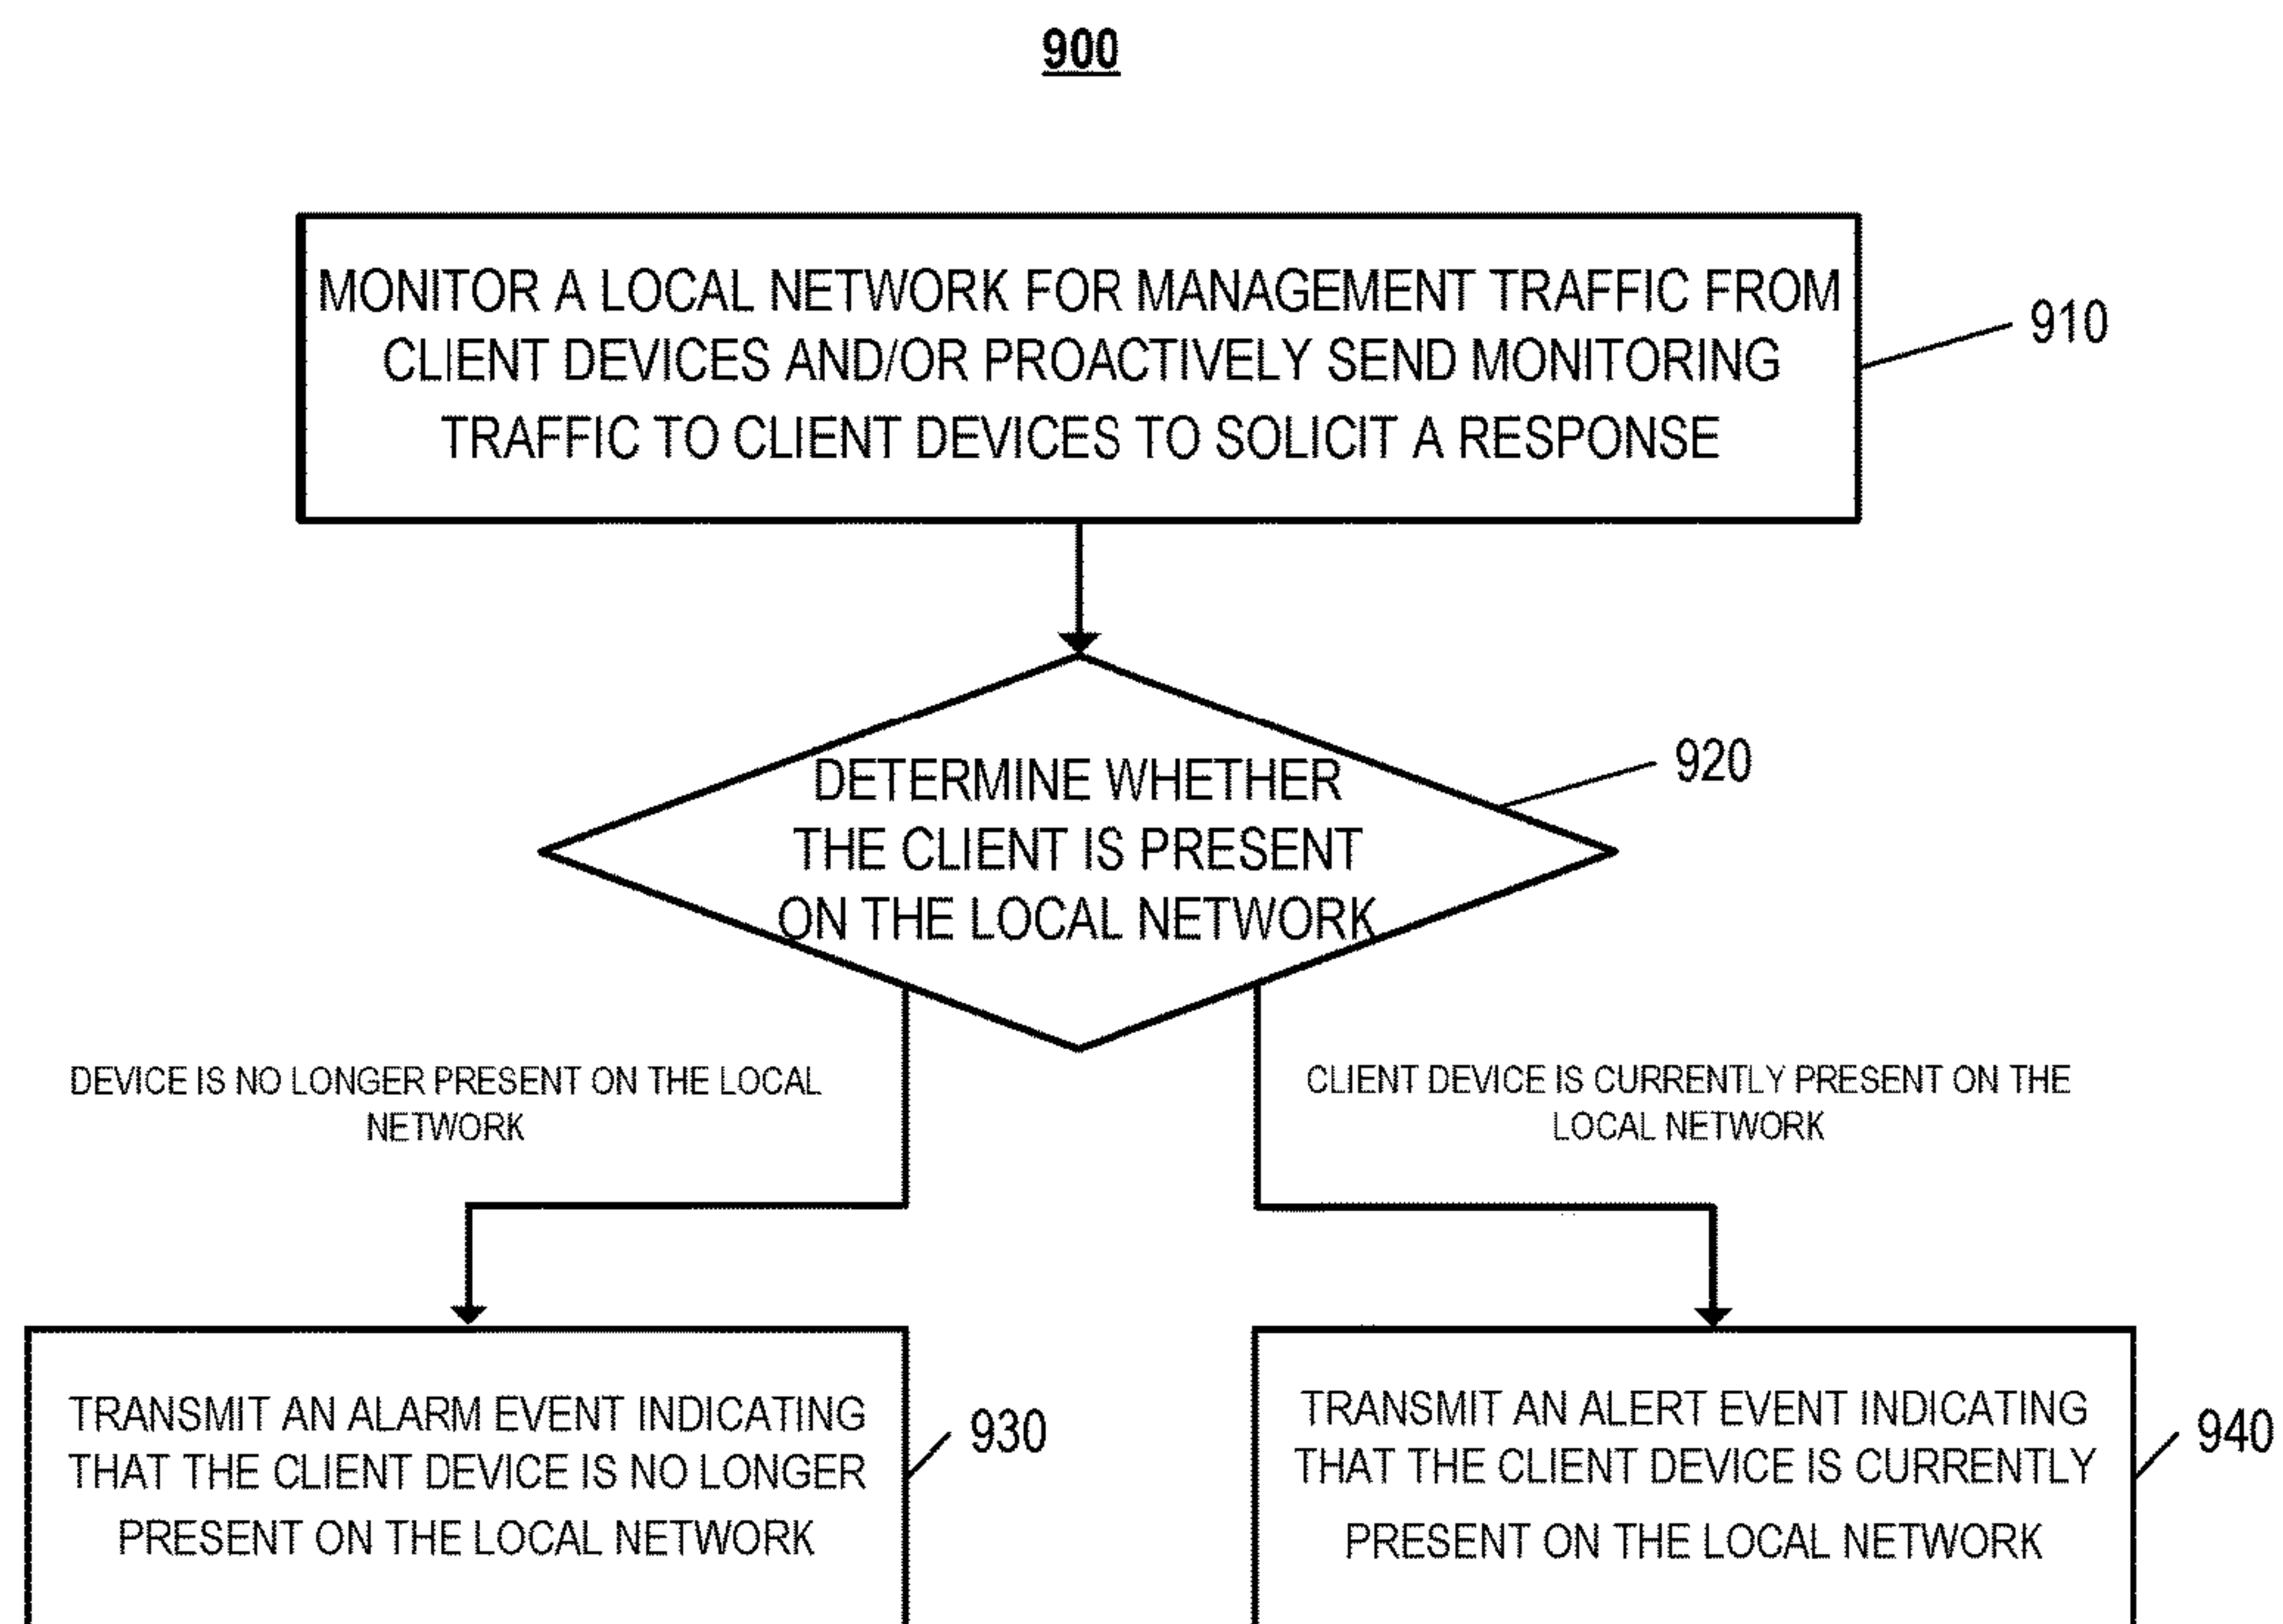 900
MONITOR A LOCAL NETWORK FOR MANAGEMENT TRAFFIC FROM
CLIENT DEVICES AND/OR PROACTIVELY SEND MONITORING
TRAFFIC TO CLIENT DEVICES TO SOLICIT A RESPONSE
910
DETERMINE WHETHER
THE CLIENT IS PRESENT
ON THE LOCAL NETWORK
920
DEVICE IS NO LONGER PRESENT ON THE LOCAL
NETWORK
CLIENT DEVICE IS CURRENTLY PRESENT ON THE
LOCAL NETWORK
TRANSMIT AN ALARM EVENT INDICATING
THAT THE CLIENT DEVICE IS NO LONGER
PRESENT ON THE LOCAL NETWORK
930
TRANSMIT AN ALERT EVENT INDICATING
THAT THE CLIENT DEVICE IS CURRENTLY
PRESENT ON THE LOCAL NETWORK
940